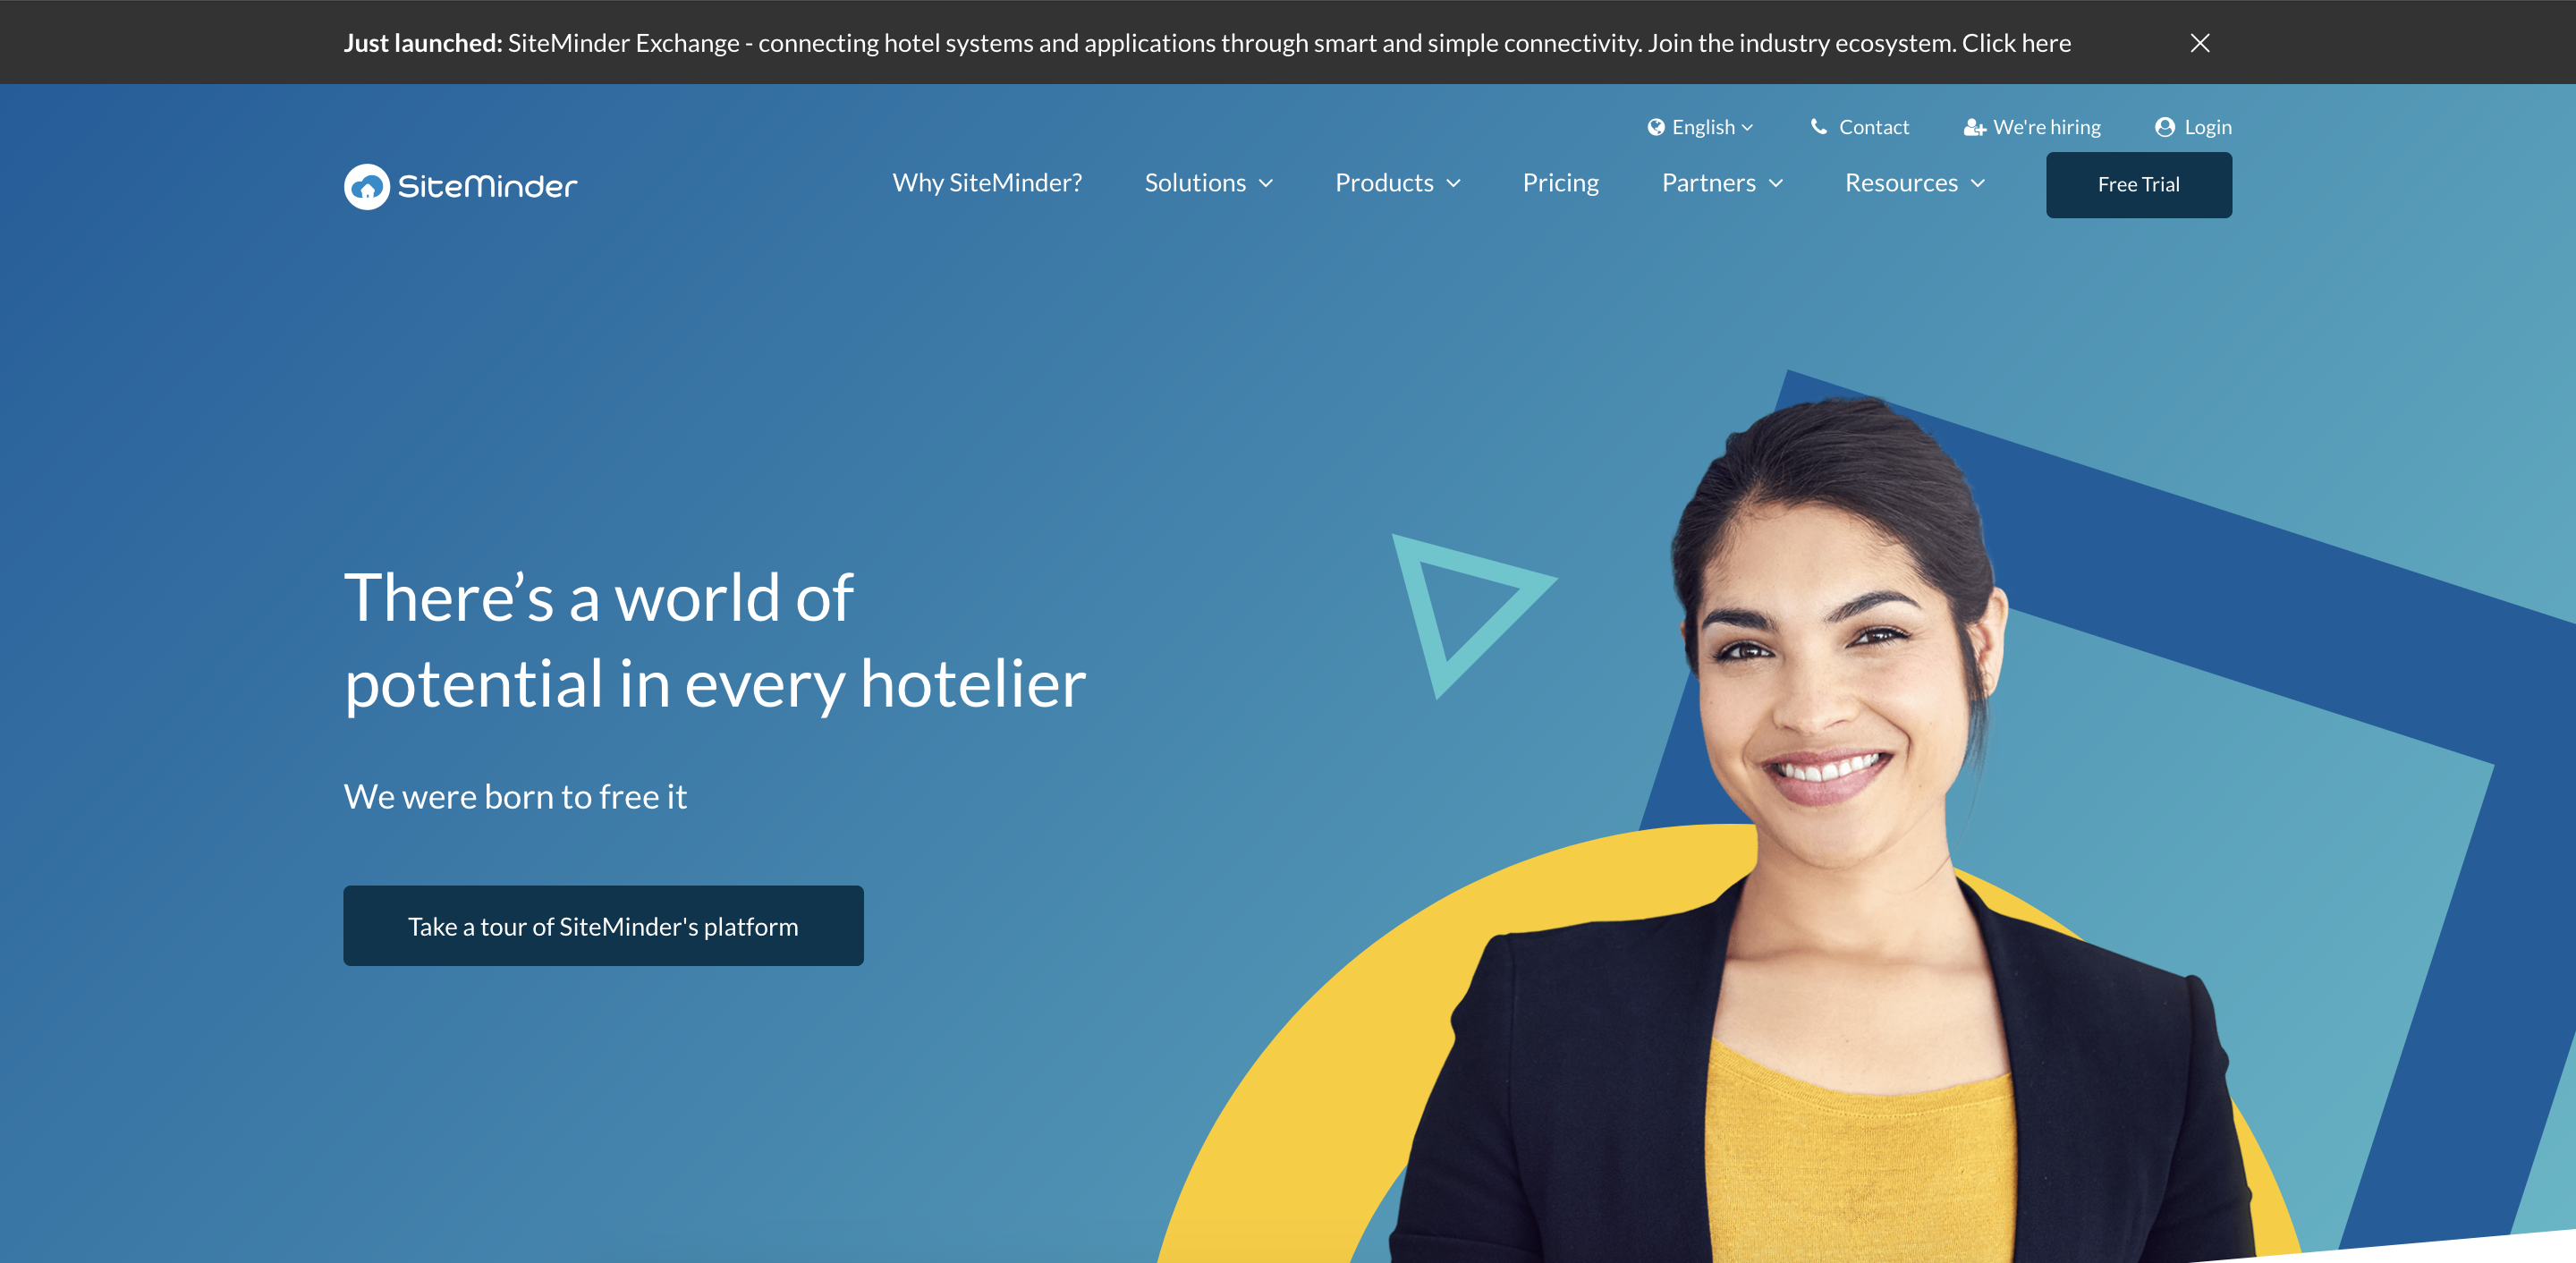 Just launched: SiteMinder Exchange - connecting hotel systems and applications through smart and simple connectivity. Join the industry ecosystem. Click here
English
Contact
We're hiring
Login
SiteMinder
Why SiteMinder?
Solutions
Products
Pricing
Partners
Resources
Free Trial
There’s a world of
potential in every hotelier
We were born to free it
Take a tour of SiteMinder's platform